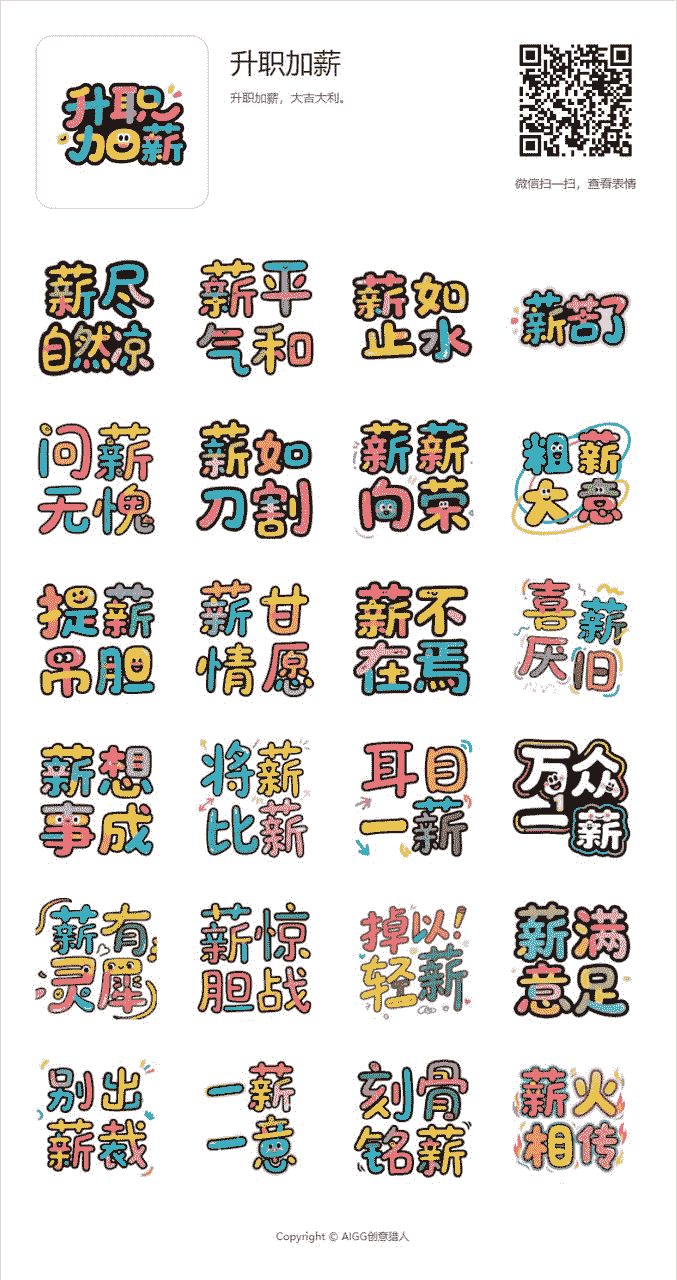 升职加薪
升职加薪，大吉大利。
升职
加薪
微信扫一扫，查看表情
薪尽
自然凉
薪平
气和
薪如
止水
薪苦了
问薪
无愧
薪如
刀割
薪薪
向荣
粗薪
大意
提薪
吊胆
薪甘
情愿
薪不
在焉
喜薪
厌旧
薪想
事成
将薪
比薪
耳目
一薪
万众
一薪
薪有
灵犀
薪惊
胆战
掉以!
轻薪
薪满
意足
别出
薪裁
一薪
一意
刻骨
铭薪
薪火
相传
Copyright © AIGG创意猎人